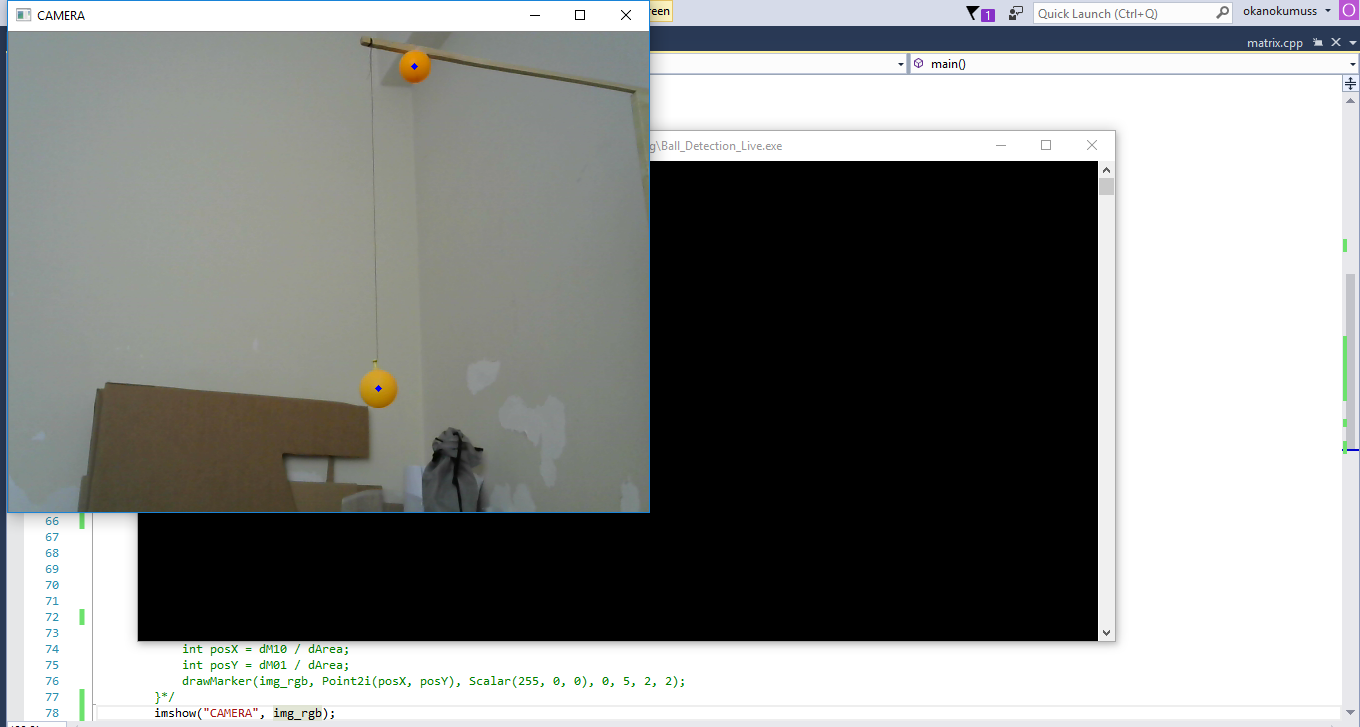 CAMERA
reen
1
Quick Launch (Ctrl+Q)
okanokumuss
O
matrix.cpp
main()
g\Ball_Detection_Live.exe
66
67
68
69
70
71
72
73
74 int posX = dM10 / dArea;
75 int posY = dM01 / dArea;
76 drawMarker(img_rgb, Point2i(posX, posY), Scalar(255, 0, 0), 0, 5, 2, 2);
77 }*/
78 imshow("CAMERA", img_rgb);